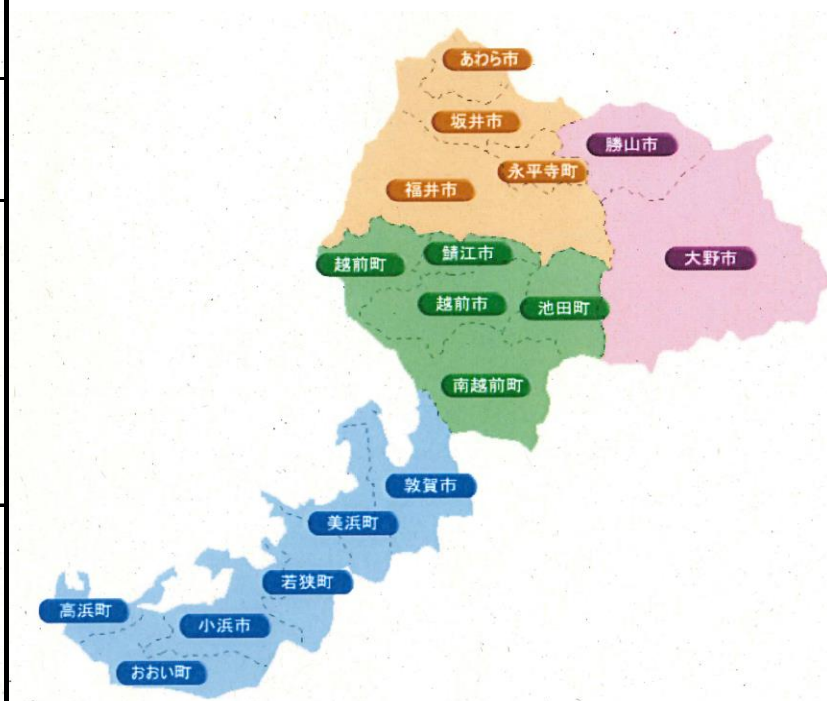 あわら市
坂井市
勝山市
永平寺町
福井市
鯖江市
越前町
大野市
越前市
池田町
南越前町
敦賀市
美浜町
若狭町
高浜町
小浜市
おおい町